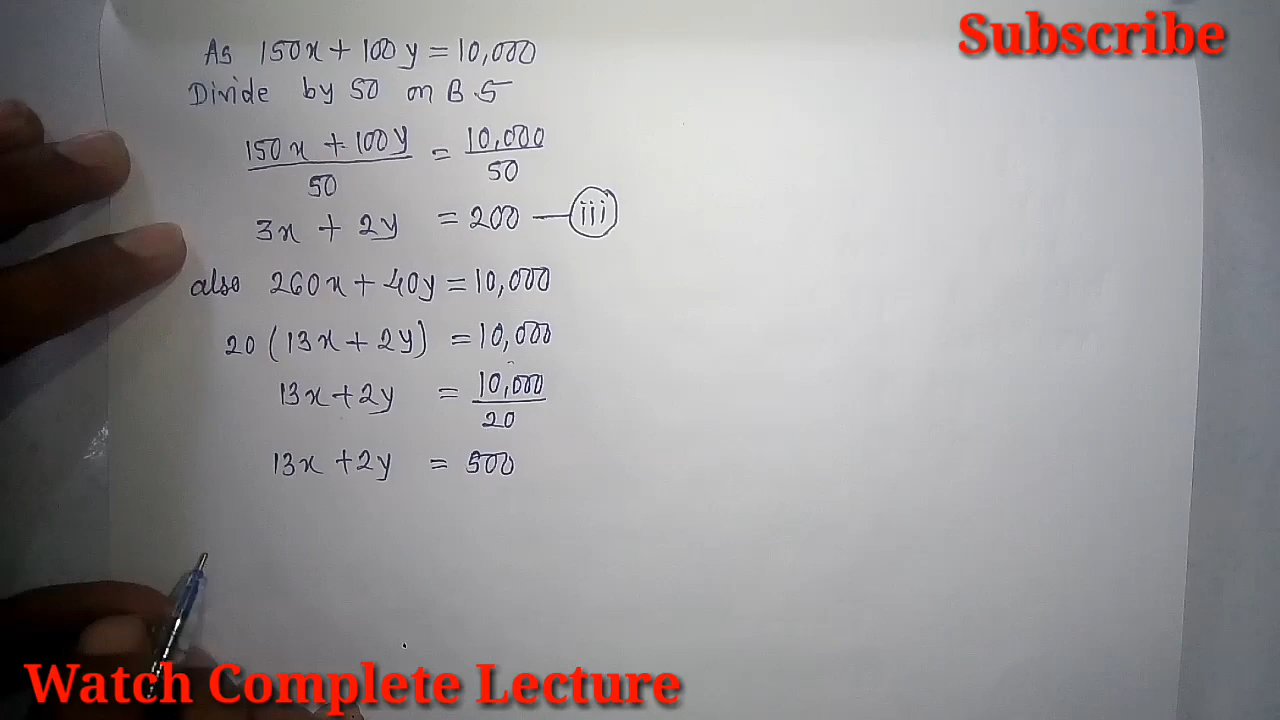 Subscribe
As 150x + 100y = 10,000
Divide by 50 on B.S
150x + 100y / 50 = 10,000 / 50
3x + 2y = 200 — iii
also 260x + 40y = 10,000
20 (13x + 2y) = 10,000
13x + 2y = 10,000 / 20
13x + 2y = 500
Watch Complete Lecture